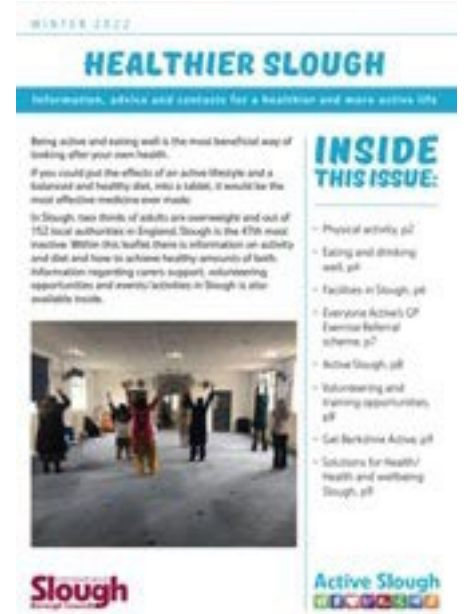 WINTER 2022
HEALTHIER SLOUGH
Information, advice and contacts for a healthier and more active life
Being active and eating well is the most beneficial way of
looking after your own health.
If you could put the effects of an active lifestyle and a
balanced and healthy diet, into a tablet, it would be the
most effective medicine ever made.
In Slough, two thirds of adults are overweight and out of
152 local authorities in England, Slough is the 47th most
inactive. Within this leaflet there is information on activity
and diet and how to achieve healthy amounts of both.
Information regarding carers support, volunteering
opportunities and events/activities in Slough is also
available inside.
INSIDE
THIS ISSUE:
- Physical activity, p2
- Eating and drinking
well, p4
- Facilities in Slough, p6
- Everyone Active's GP
Exercise Referral
scheme, p7
- Active Slough, p8
- Volunteering and
training opportunities,
p9
- Get Berkshire Active, p9
- Solutions for Health/
Health and wellbeing
Slough, p9
Slough
Borough Council
Active Slough